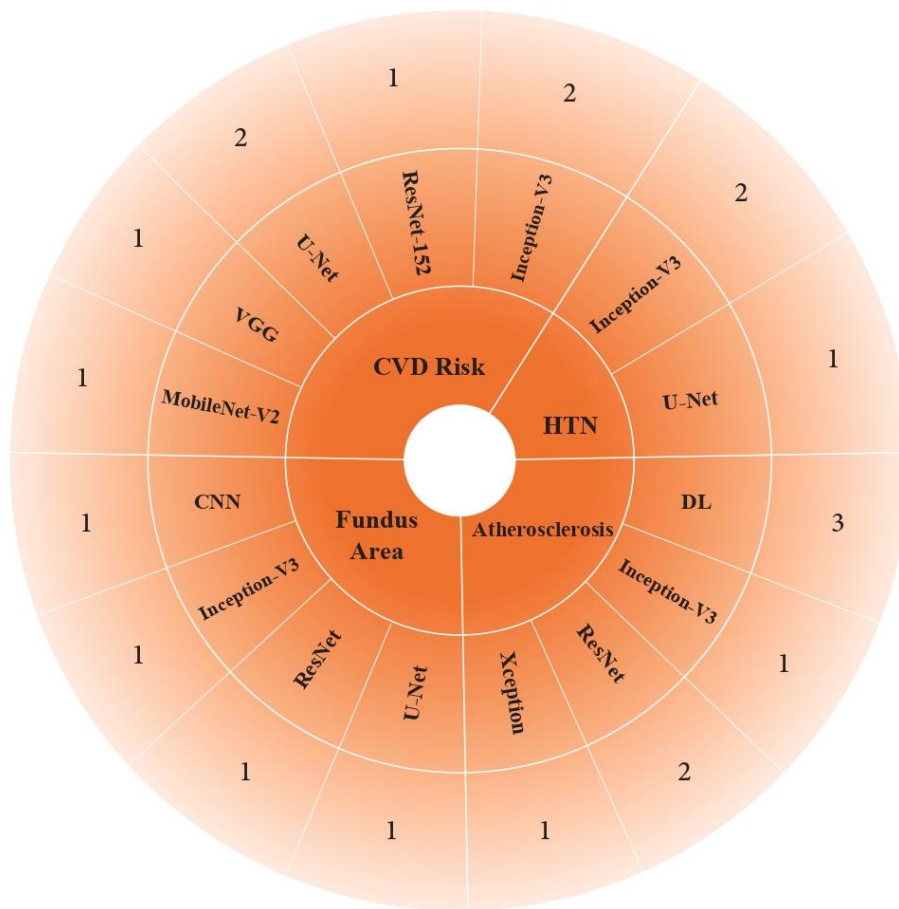 1
2
2
1
1
2
1
3
1
2
1
1
1
1
1
1
ResNet-152
Inception-V3
U-Net
VGG
MobileNet-V2
Inception-V3
U-Net
CNN
Inception-V3
ResNet
U-Net
DL
Inception-V3
ResNet
Xception
CVD Risk
HTN
Fundus
Area
Atherosclerosis